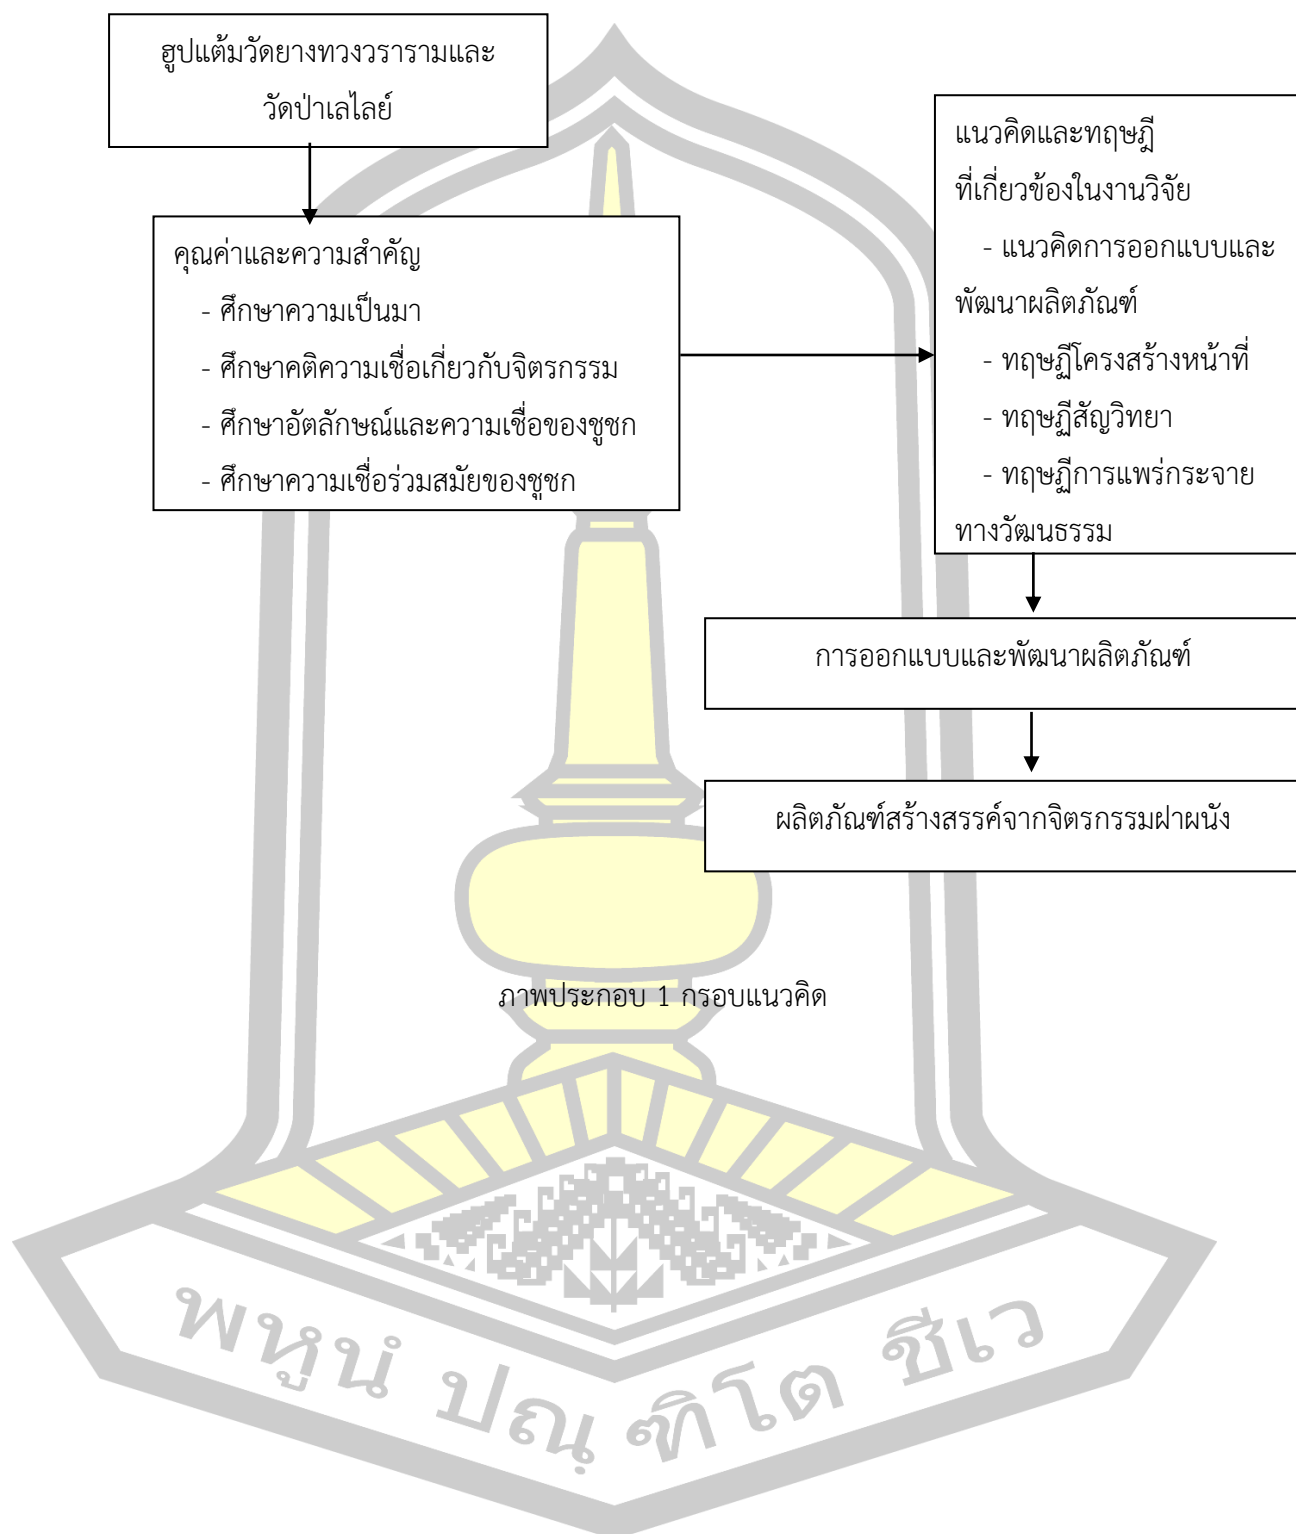 ฮูปแต้มวัดยางทวงวรารามและ
วัดป่าเลไลย์
คุณค่าและความสำคัญ
- ศึกษาความเป็นมา
- ศึกษาคติความเชื่อเกี่ยวกับจิตรกรรม
- ศึกษาอัตลักษณ์และความเชื่อของชูชก
- ศึกษาความเชื่อร่วมสมัยของชูชก
แนวคิดและทฤษฎี
ที่เกี่ยวข้องในงานวิจัย
- แนวคิดการออกแบบและ
พัฒนาผลิตภัณฑ์
- ทฤษฏีโครงสร้างหน้าที่
- ทฤษฏีสัญวิทยา
- ทฤษฏีการแพร่กระจาย
ทางวัฒนธรรม
การออกแบบและพัฒนาผลิตภัณฑ์
ผลิตภัณฑ์สร้างสรรค์จากจิตรกรรมฝาผนัง
ภาพประกอบ 1 กรอบแนวคิด
พหูนํ ปณฺฑิโต ชีเว